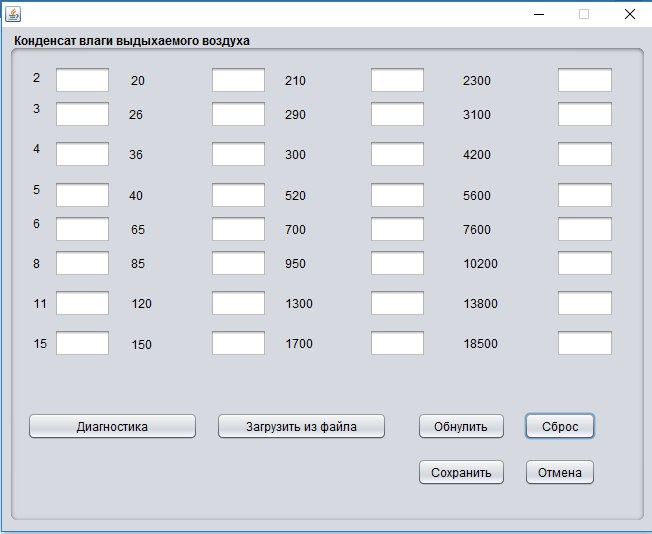 Конденсат влаги выдыхаемого воздуха
2 20 210 2300
3 26 290 3100
4 36 300 4200
5 40 520 5600
6 65 700 7600
8 85 950 10200
11 120 1300 13800
15 150 1700 18500
Диагностика Загрузить из файла Обнулить Сброс
Сохранить Отмена